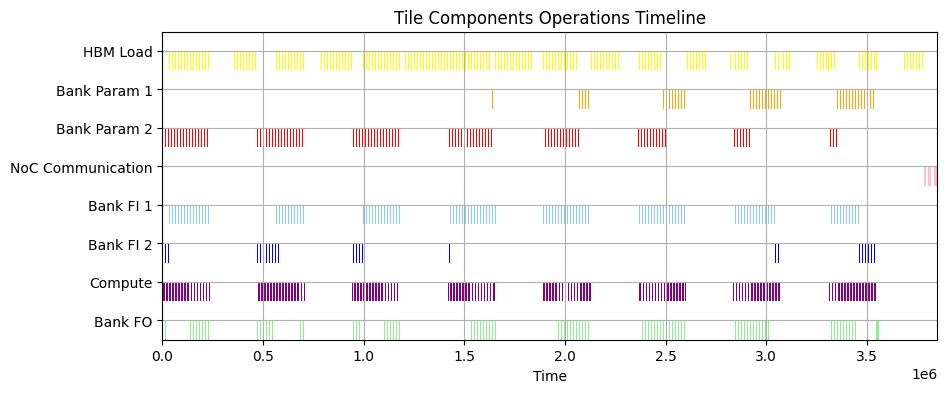 Tile Components Operations Timeline
HBM Load
Bank Param 1
Bank Param 2
NoC Communication
Bank FI 1
Bank FI 2
Compute
Bank FO
0.0 0.5 1.0 1.5 2.0 2.5 3.0 3.5
1e6
Time